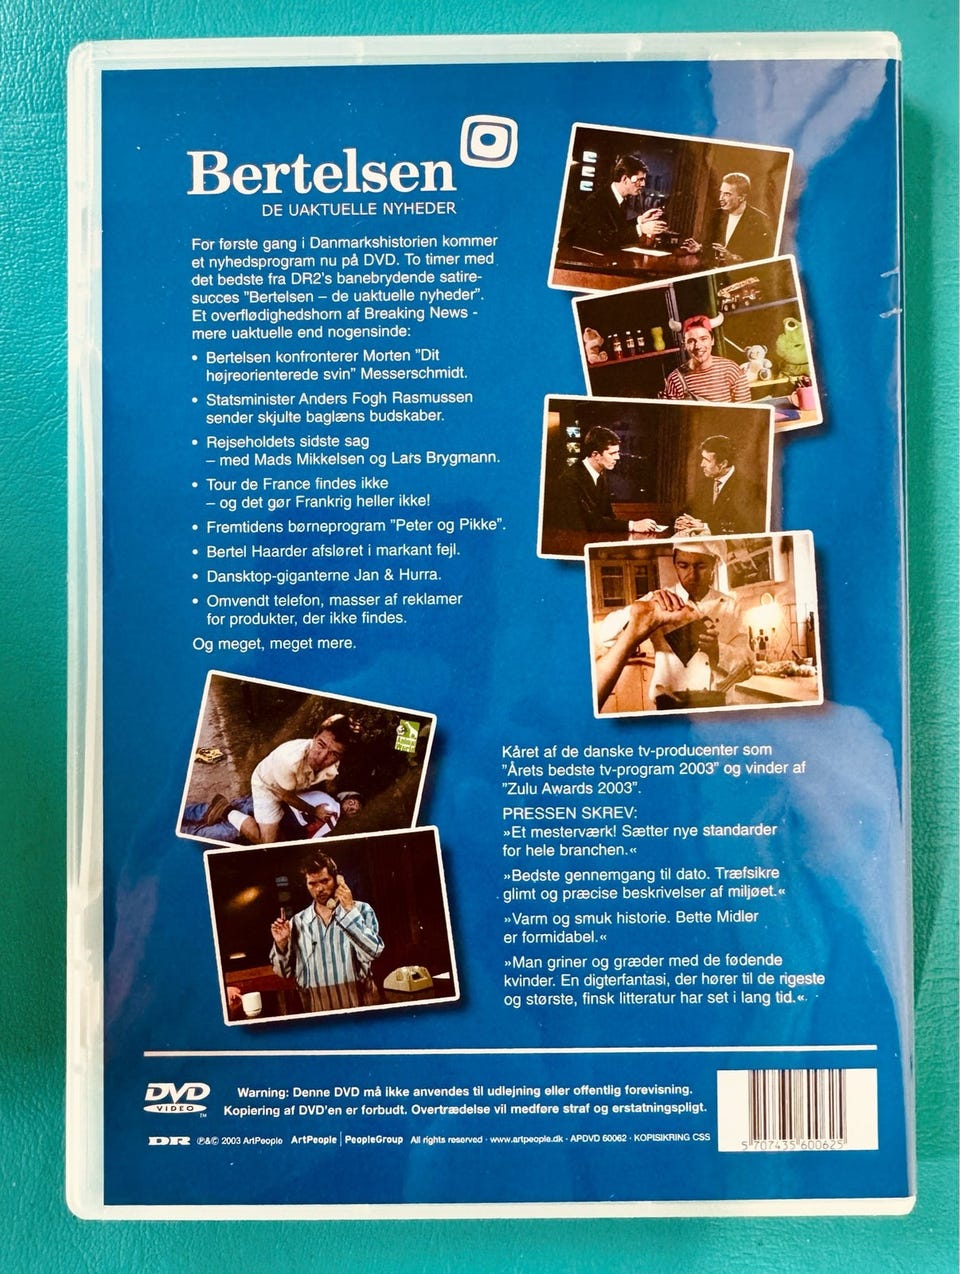 Bertelsen
DE UAKTUELLE NYHEDER
For første gang i Danmarkshistorien kommer
et nyhedsprogram nu på DVD. To timer med
det bedste fra DR2's banebrydende satire-
succes "Bertelsen – de uaktuelle nyheder".
Et overflødighedshorn af Breaking News -
mere uaktuelle end nogensinde:
• Bertelsen konfronterer Morten "Dit
højreorienterede svin" Messerschmidt.
• Statsminister Anders Fogh Rasmussen
sender skjulte baglæns budskaber.
• Rejseholdets sidste sag
– med Mads Mikkelsen og Lars Brygmann.
• Tour de France findes ikke
– og det gør Frankrig heller ikke!
• Fremtidens børneprogram "Peter og Pikke".
• Bertel Haarder afsløret i markant fejl.
• Dansktop-giganterne Jan & Hurra.
• Omvendt telefon, masser af reklamer
for produkter, der ikke findes.
Og meget, meget mere.
Kåret af de danske tv-producenter som
"Årets bedste tv-program 2003" og vinder af
"Zulu Awards 2003".
PRESSEN SKREV:
»Et mesterværk! Sætter nye standarder
for hele branchen.«
»Bedste gennemgang til dato. Træfsikre
glimt og præcise beskrivelser af miljøet.«
»Varm og smuk historie. Bette Midler
er formidabel.«
»Man griner og græder med de fødende
kvinder. En digterfantasi, der hører til de rigeste
og største, finsk litteratur har set i lang tid.«
DVD
VIDEO
TM
Warning: Denne DVD må ikke anvendes til udlejning eller offentlig forevisning.
Kopiering af DVD'en er forbudt. Overtrædelse vil medføre straf og erstatningspligt.
DR ℗&© 2003 ArtPeople ArtPeople | PeopleGroup All rights reserved · www.artpeople.dk · APDVD 60062 · KOPISIKRING CSS
5 707435 600625